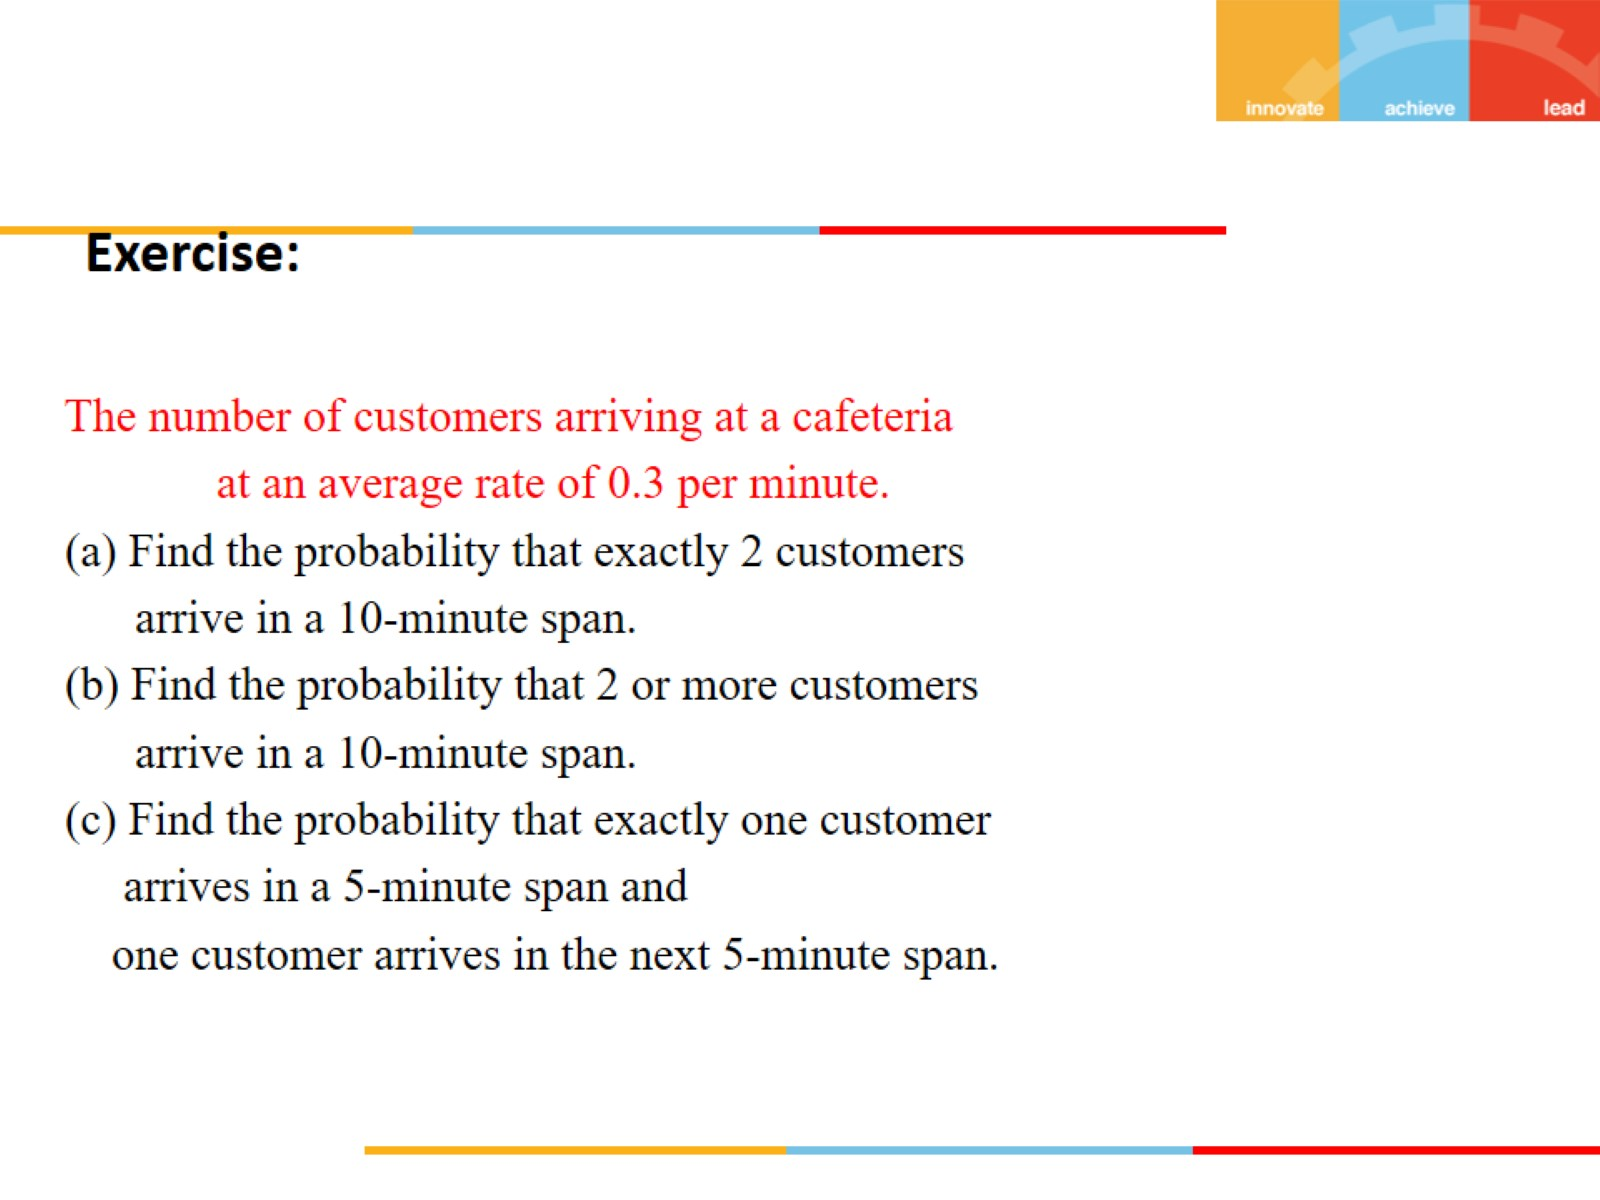 innovate achieve lead
Exercise:
The number of customers arriving at a cafeteria
at an average rate of 0.3 per minute.
(a) Find the probability that exactly 2 customers
arrive in a 10-minute span.
(b) Find the probability that 2 or more customers
arrive in a 10-minute span.
(c) Find the probability that exactly one customer
arrives in a 5-minute span and
one customer arrives in the next 5-minute span.